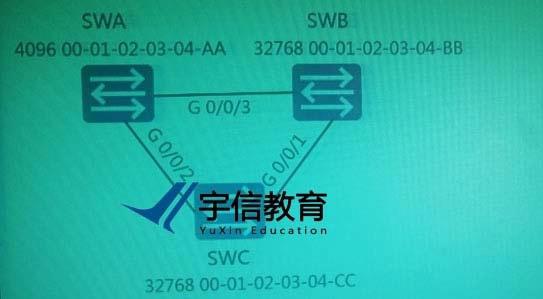 SWA
SWB
4096 00-01-02-03-04-AA
32768 00-01-02-03-04-BB
G 0/0/3
G 0/0/2
G 0/0/1
宇信教育
YuXin Education
SWC
32768 00-01-02-03-04-CC